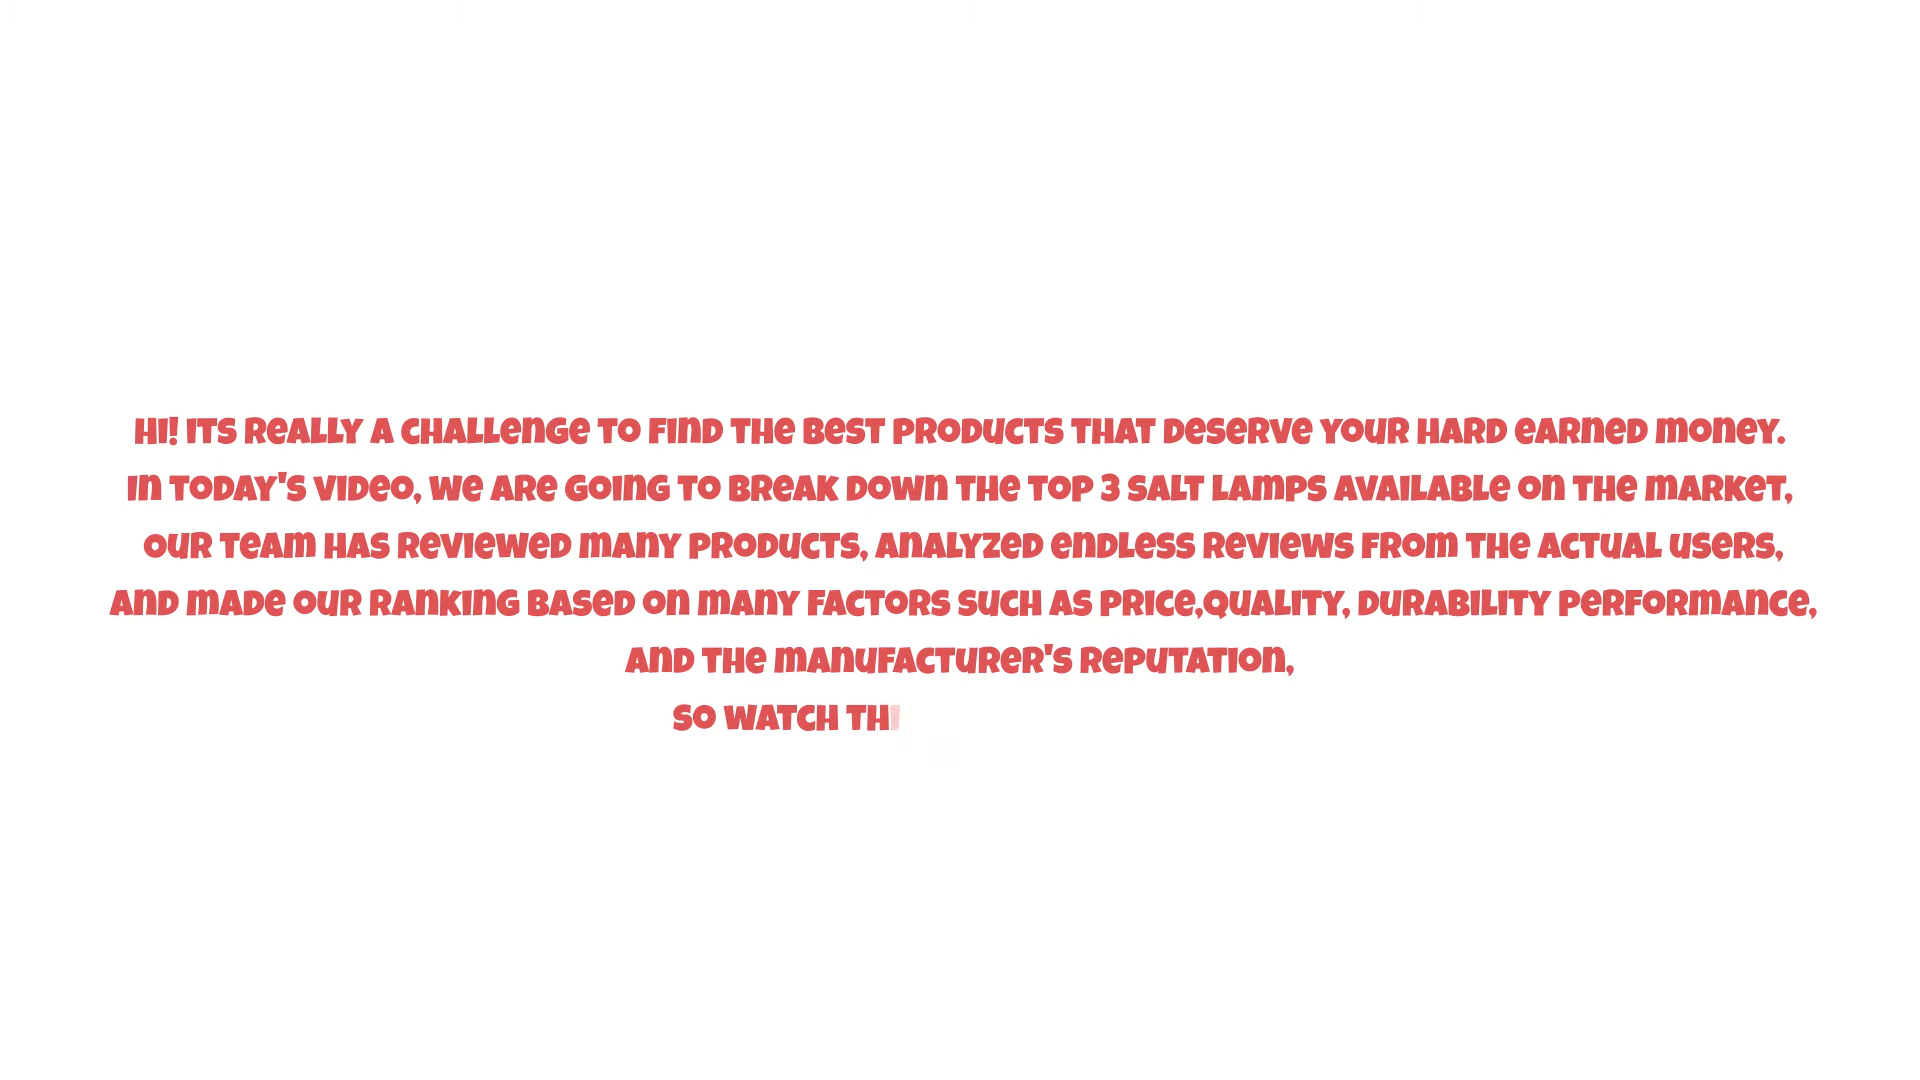 Hi! Its really a challenge to find the best products that deserve your hard earned money.
In today's video, we are going to break down the top 3 salt lamps available on the market,
our team has reviewed many products, analyzed endless reviews from the actual users,
and made our ranking based on many factors such as price,quality, durability performance,
and the manufacturer's reputation,
so watch